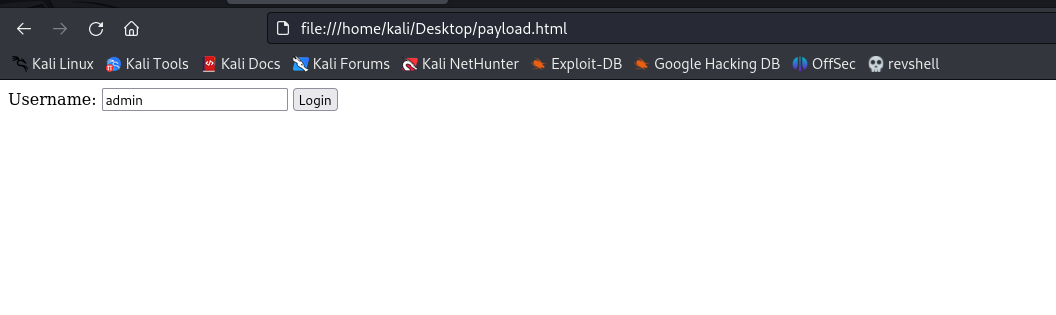 file:///home/kali/Desktop/payload.html
Kali Linux Kali Tools Kali Docs Kali Forums Kali NetHunter Exploit-DB Google Hacking DB OffSec revshell
Username: admin Login